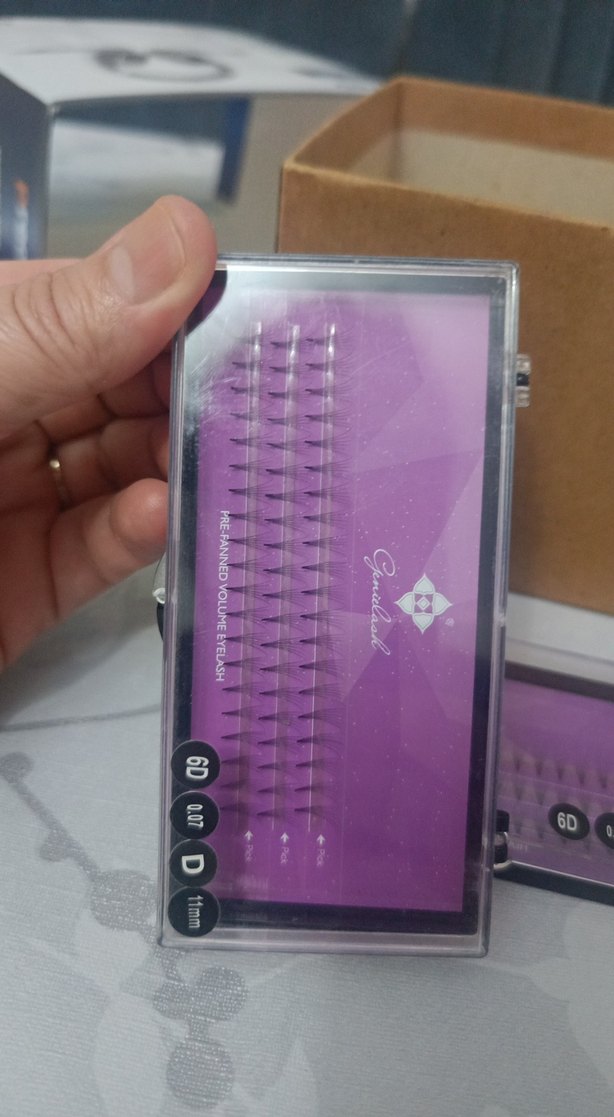 Genielash
®
PRE-FANNED VOLUME EYELASH
Pick
Pick
Pick
6D
0.07
D
11mm
6D